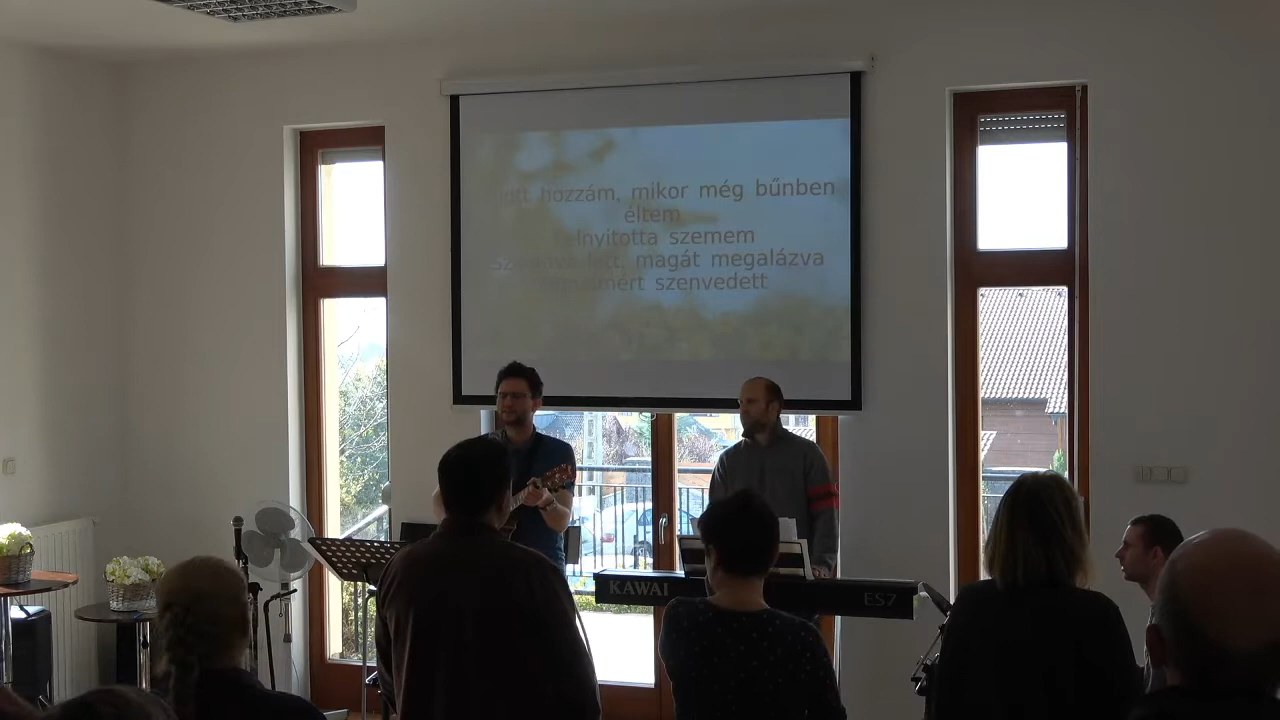 hozzám, mikor még bűnben
éltem
felnyitotta szemem
magát megalázva
szenvedett
KAWAI
ES7